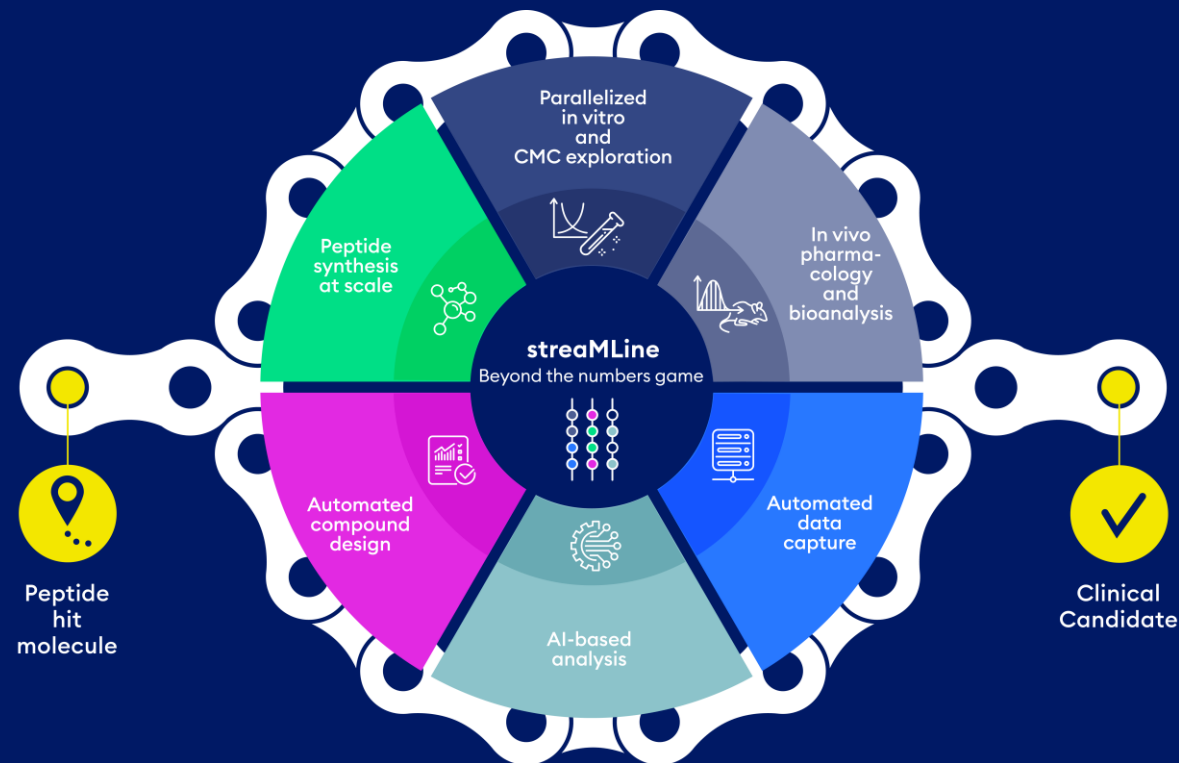 Parallelized
in vitro
and
CMC exploration
Peptide
synthesis
at scale
In vivo
pharma-
cology
and
bioanalysis
streaMLine
Beyond the numbers game
Automated
compound
design
Automated
data
capture
AI-based
analysis
Peptide
hit
molecule
Clinical
Candidate